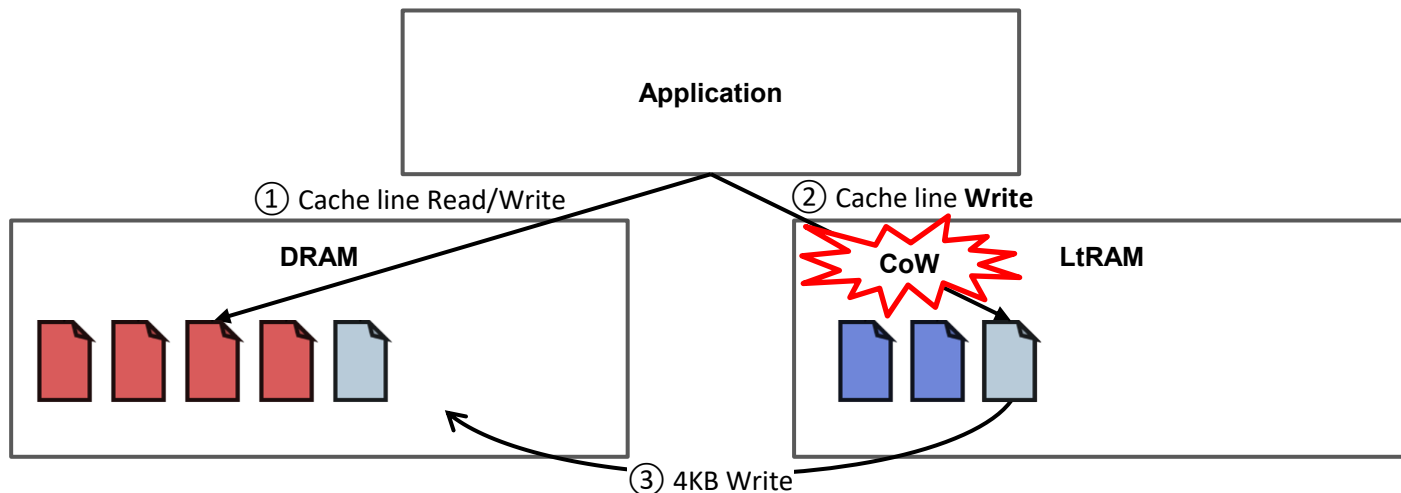 Application
① Cache line Read/Write
② Cache line Write
DRAM
CoW
LtRAM
③ 4KB Write